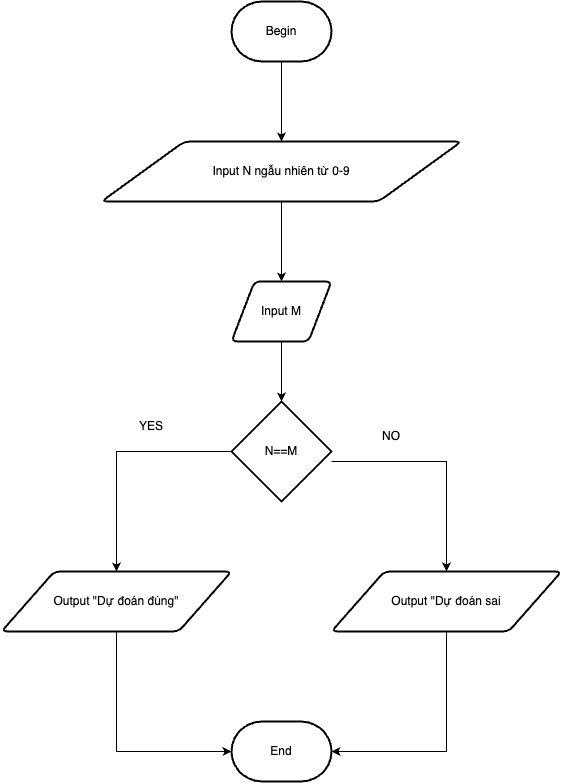 Begin
Input N ngẫu nhiên từ 0-9
Input M
YES
NO
N==M
Output "Dự đoán đúng"
Output "Dự đoán sai
End